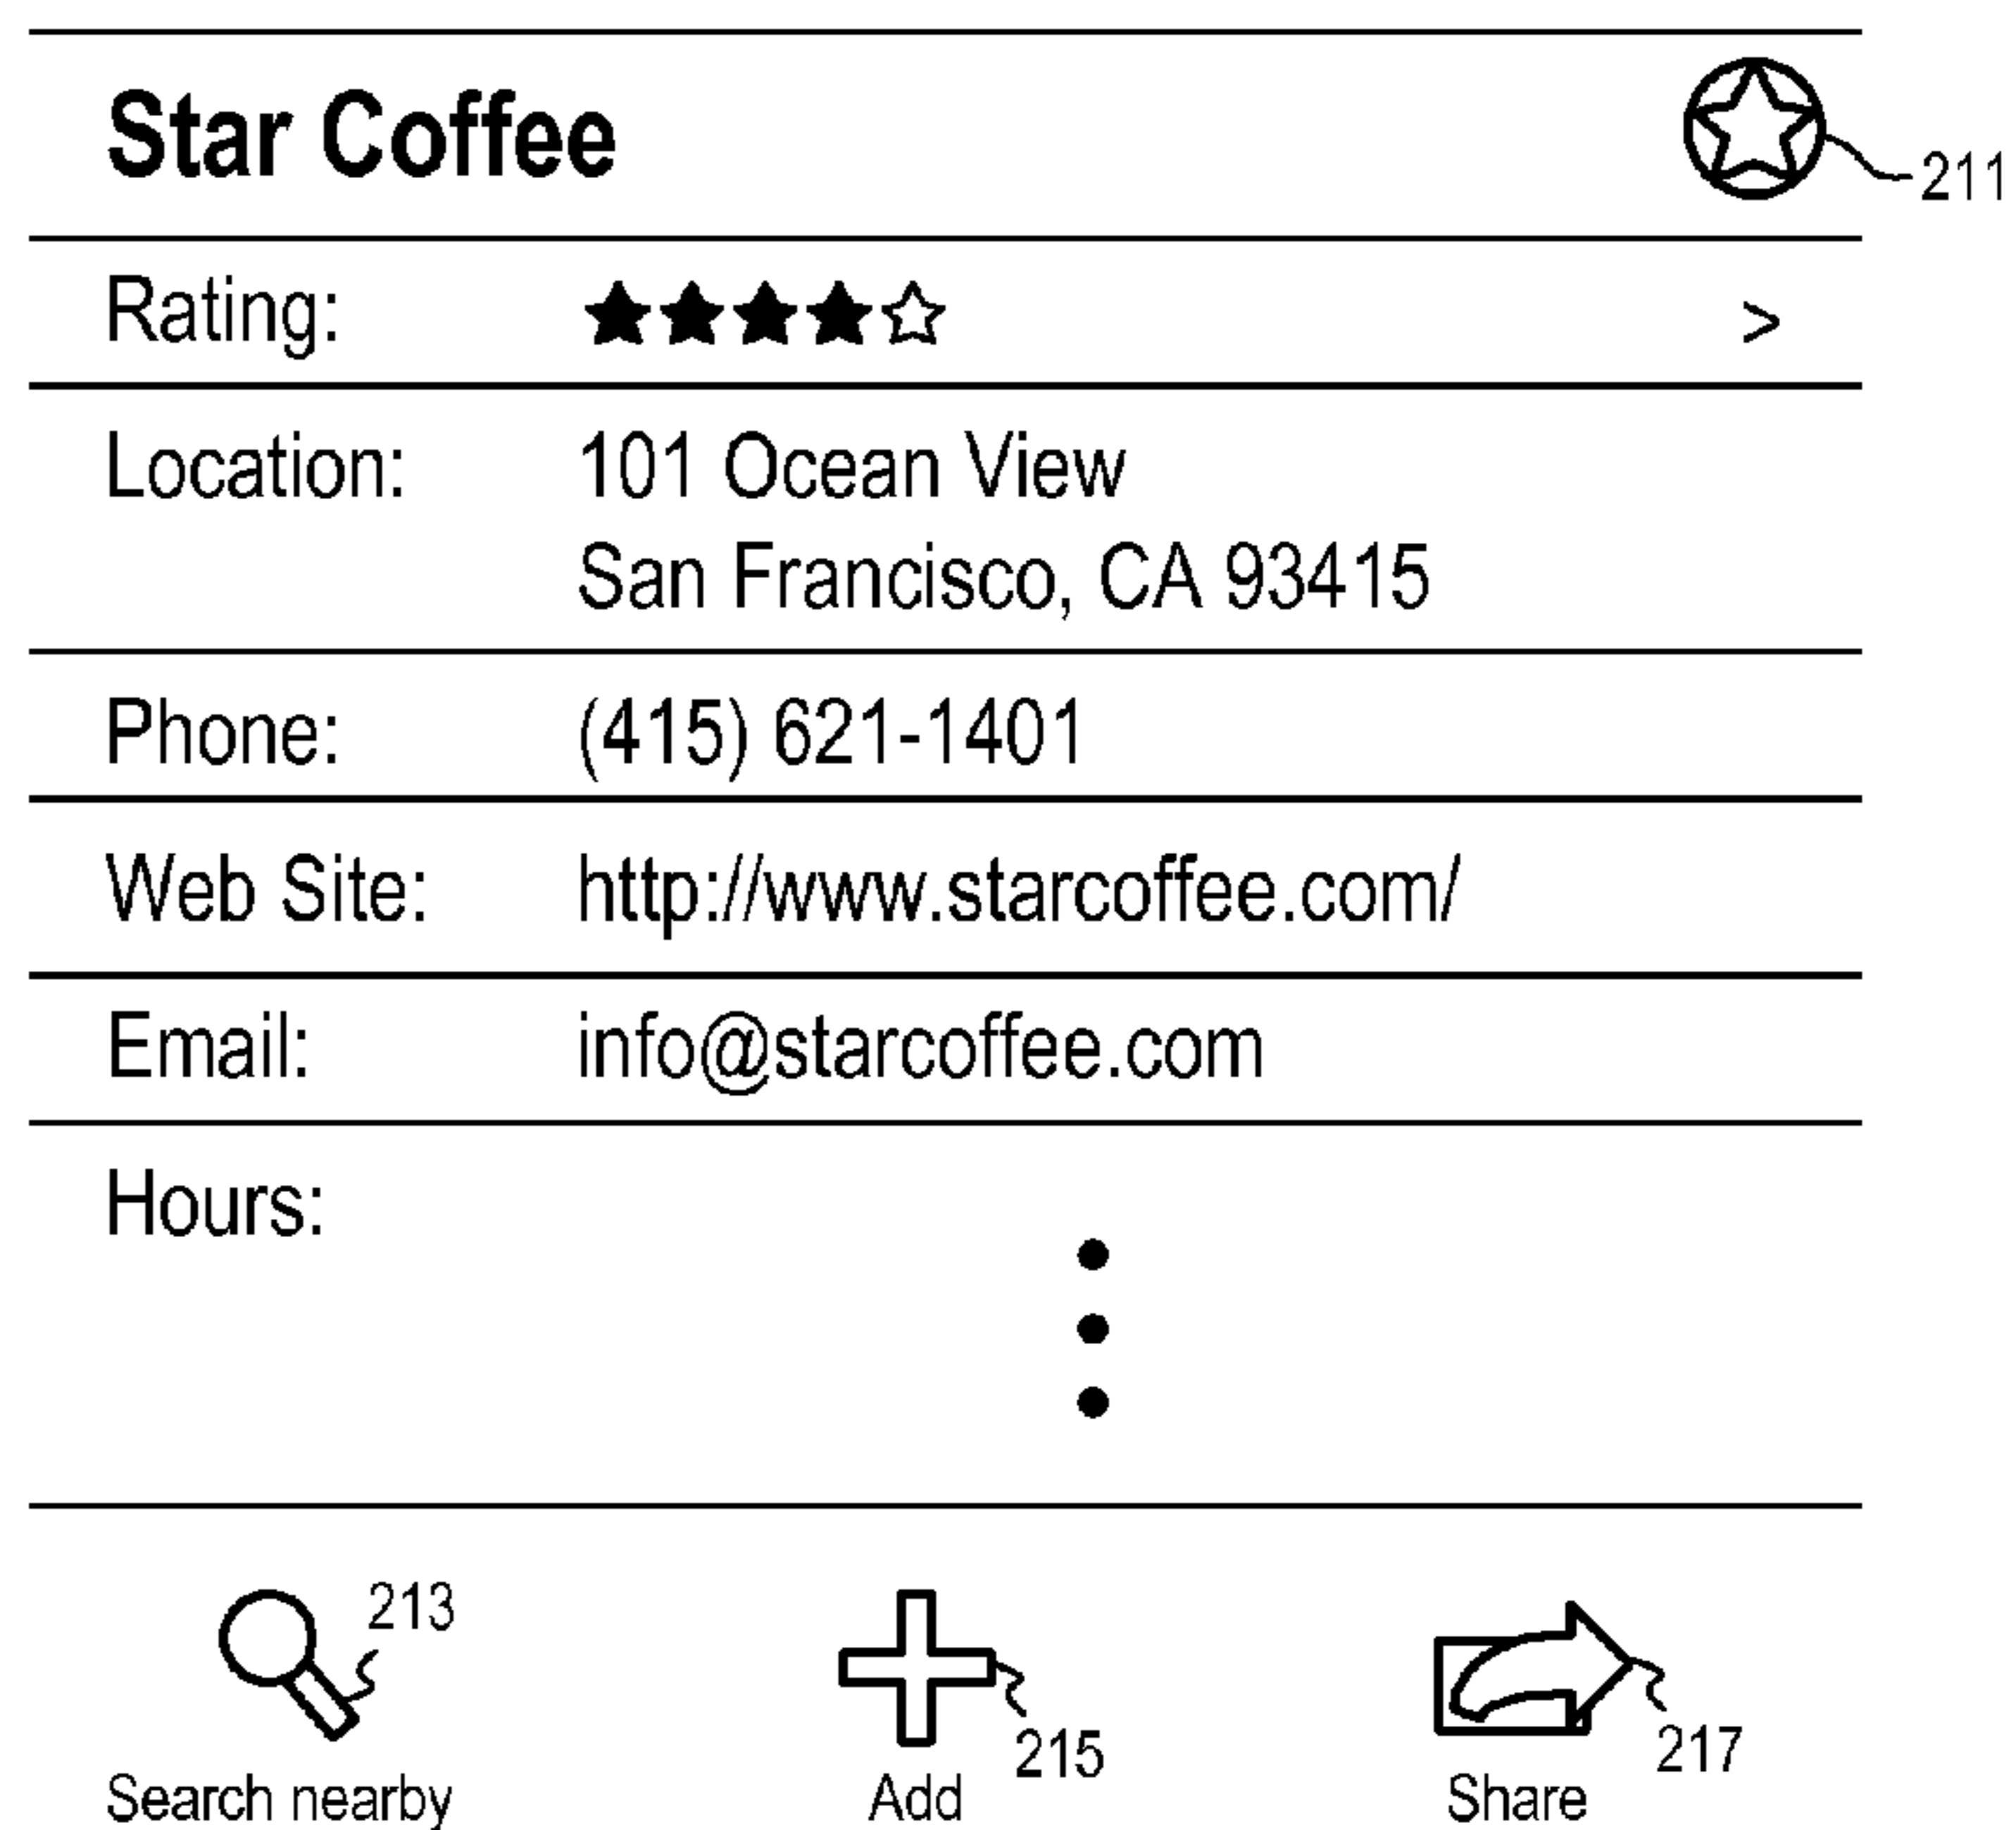 Star Coffee
211
Rating: ★★★★☆ >
Location: 101 Ocean View
San Francisco, CA 93415
Phone: (415) 621-1401
Web Site: http://www.starcoffee.com/
Email: info@starcoffee.com
Hours:
213
215
217
Search nearby Add Share